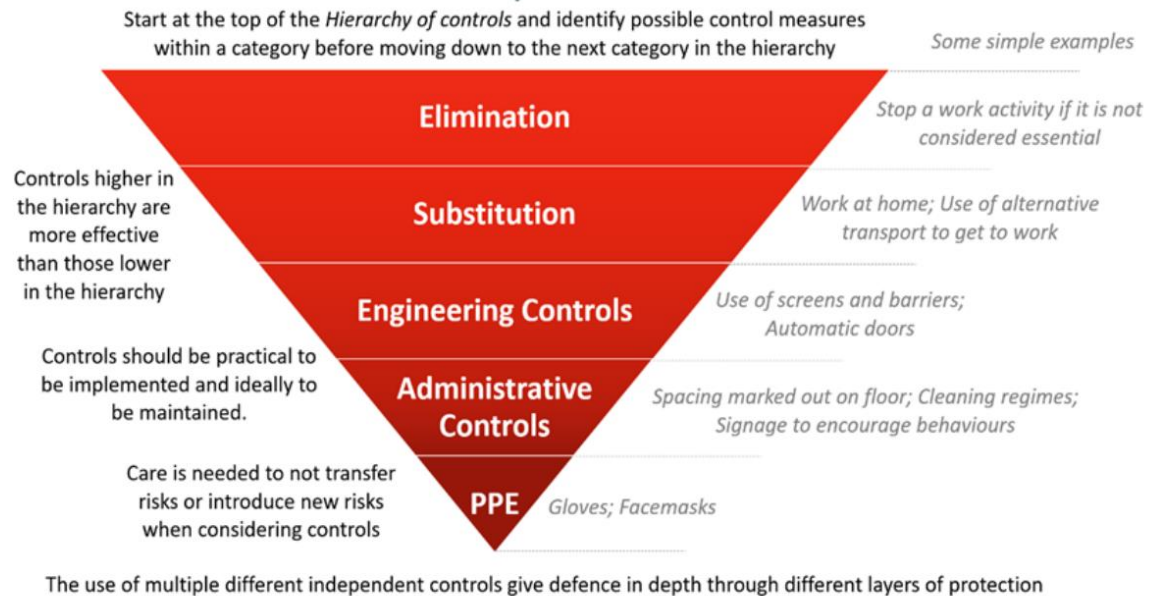 Start at the top of the Hierarchy of controls and identify possible control measures
within a category before moving down to the next category in the hierarchy
Some simple examples
Elimination
Stop a work activity if it is not
considered essential
Controls higher in
the hierarchy are
more effective
than those lower
in the hierarchy
Substitution
Work at home; Use of alternative
transport to get to work
Engineering Controls
Use of screens and barriers;
Automatic doors
Controls should be practical to
be implemented and ideally to
be maintained.
Administrative
Controls
Spacing marked out on floor; Cleaning regimes;
Signage to encourage behaviours
Care is needed to not transfer
risks or introduce new risks
when considering controls
PPE
Gloves; Facemasks
The use of multiple different independent controls give defence in depth through different layers of protection